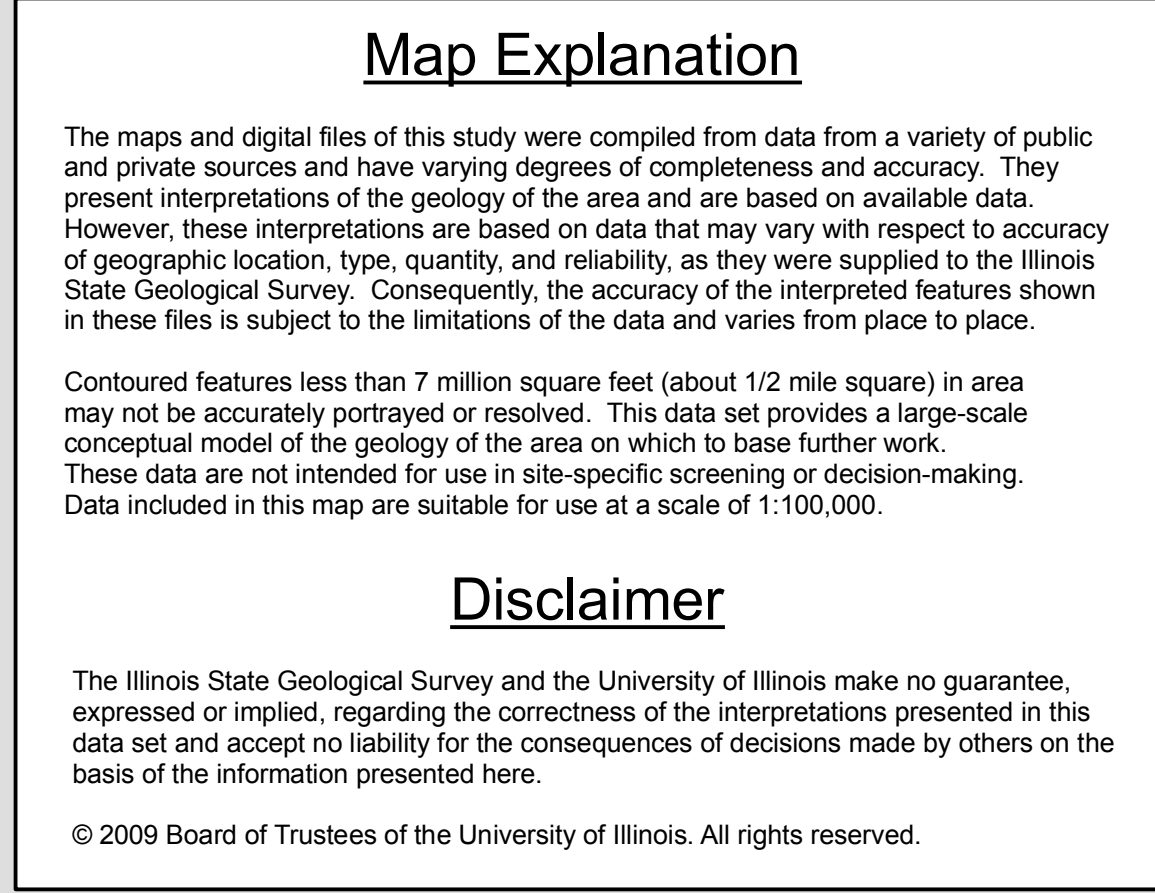 Map Explanation
The maps and digital files of this study were compiled from data from a variety of public
and private sources and have varying degrees of completeness and accuracy.  They
present interpretations of the geology of the area and are based on available data.
However, these interpretations are based on data that may vary with respect to accuracy
of geographic location, type, quantity, and reliability, as they were supplied to the Illinois
State Geological Survey.  Consequently, the accuracy of the interpreted features shown
in these files is subject to the limitations of the data and varies from place to place.
Contoured features less than 7 million square feet (about 1/2 mile square) in area
may not be accurately portrayed or resolved.  This data set provides a large-scale
conceptual model of the geology of the area on which to base further work.
These data are not intended for use in site-specific screening or decision-making.
Data included in this map are suitable for use at a scale of 1:100,000.
Disclaimer
The Illinois State Geological Survey and the University of Illinois make no guarantee,
expressed or implied, regarding the correctness of the interpretations presented in this
data set and accept no liability for the consequences of decisions made by others on the
basis of the information presented here.
© 2009 Board of Trustees of the University of Illinois. All rights reserved.